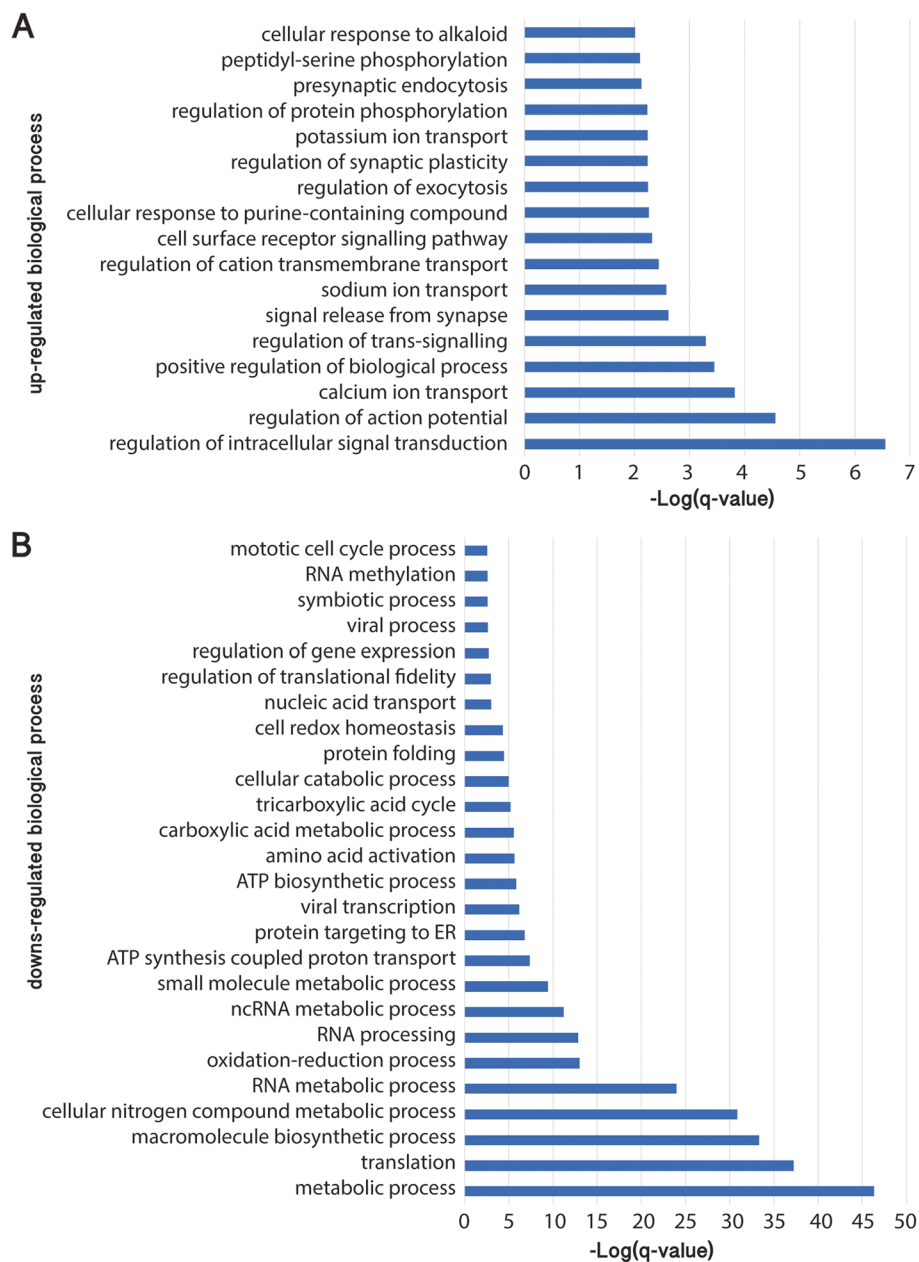 A
up-regulated biological process
cellular response to alkaloid
peptidyl-serine phosphorylation
presynaptic endocytosis
regulation of protein phosphorylation
potassium ion transport
regulation of synaptic plasticity
regulation of exocytosis
cellular response to purine-containing compound
cell surface receptor signalling pathway
regulation of cation transmembrane transport
sodium ion transport
signal release from synapse
regulation of trans-signalling
positive regulation of biological process
calcium ion transport
regulation of action potential
regulation of intracellular signal transduction
0 1 2 3 4 5 6 7
-Log(q-value)
B
downs-regulated biological process
mototic cell cycle process
RNA methylation
symbiotic process
viral process
regulation of gene expression
regulation of translational fidelity
nucleic acid transport
cell redox homeostasis
protein folding
cellular catabolic process
tricarboxylic acid cycle
carboxylic acid metabolic process
amino acid activation
ATP biosynthetic process
viral transcription
protein targeting to ER
ATP synthesis coupled proton transport
small molecule metabolic process
ncRNA metabolic process
RNA processing
oxidation-reduction process
RNA metabolic process
cellular nitrogen compound metabolic process
macromolecule biosynthetic process
translation
metabolic process
0 5 10 15 20 25 30 35 40 45 50
-Log(q-value)